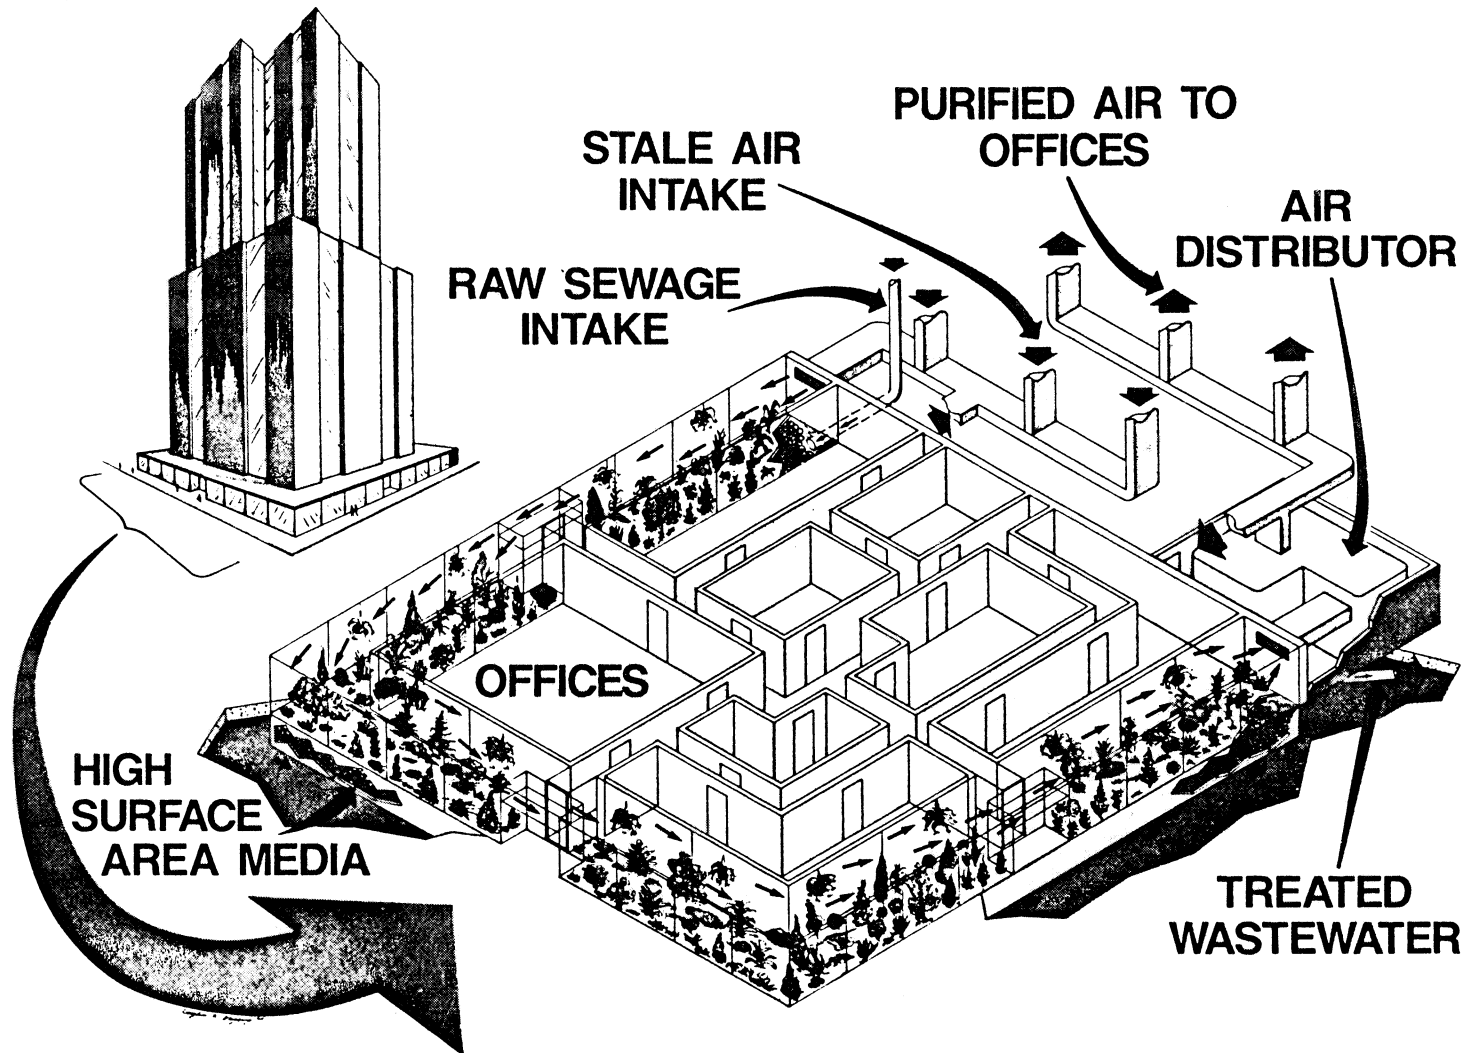 PURIFIED AIR TO
OFFICES
STALE AIR
INTAKE
AIR
DISTRIBUTOR
RAW SEWAGE
INTAKE
OFFICES
HIGH
SURFACE
AREA MEDIA
TREATED
WASTEWATER